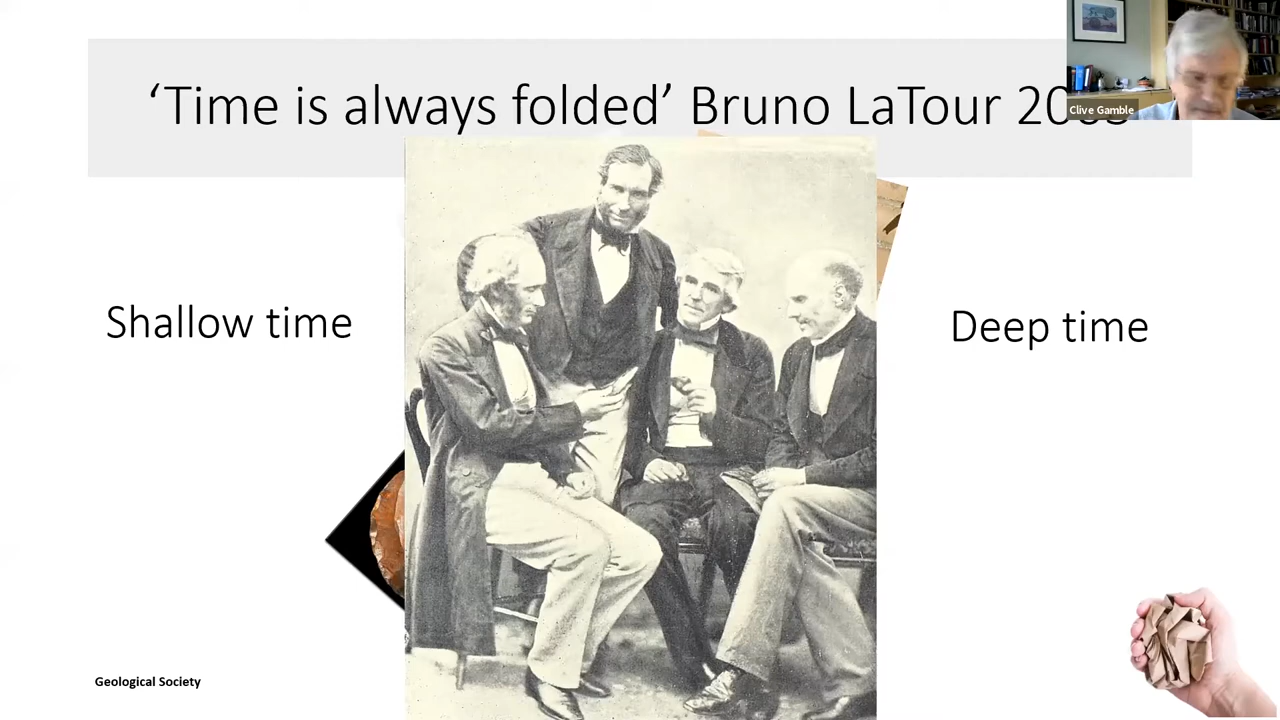 ‘Time is always folded’ Bruno LaTour
Clive Gamble
Shallow time
Deep time
Geological Society